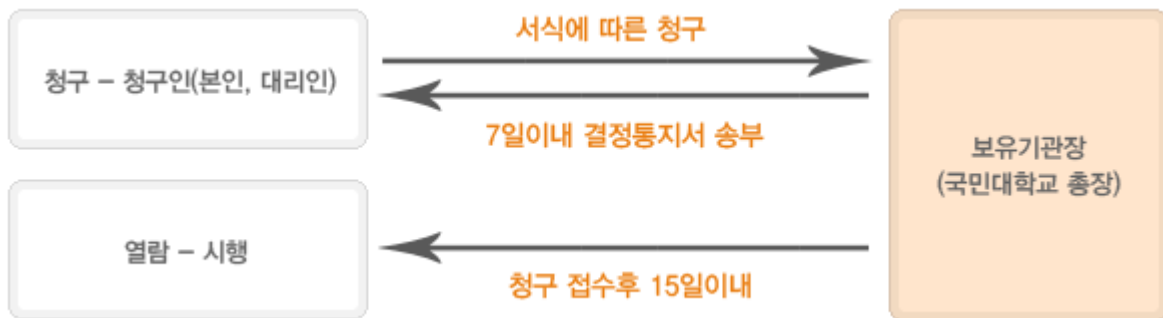 서식에 따른 청구
청구 – 청구인(본인, 대리인)
7일이내 결정통지서 송부
보유기관장
(국민대학교 총장)
열람 – 시행
청구 접수후 15일이내